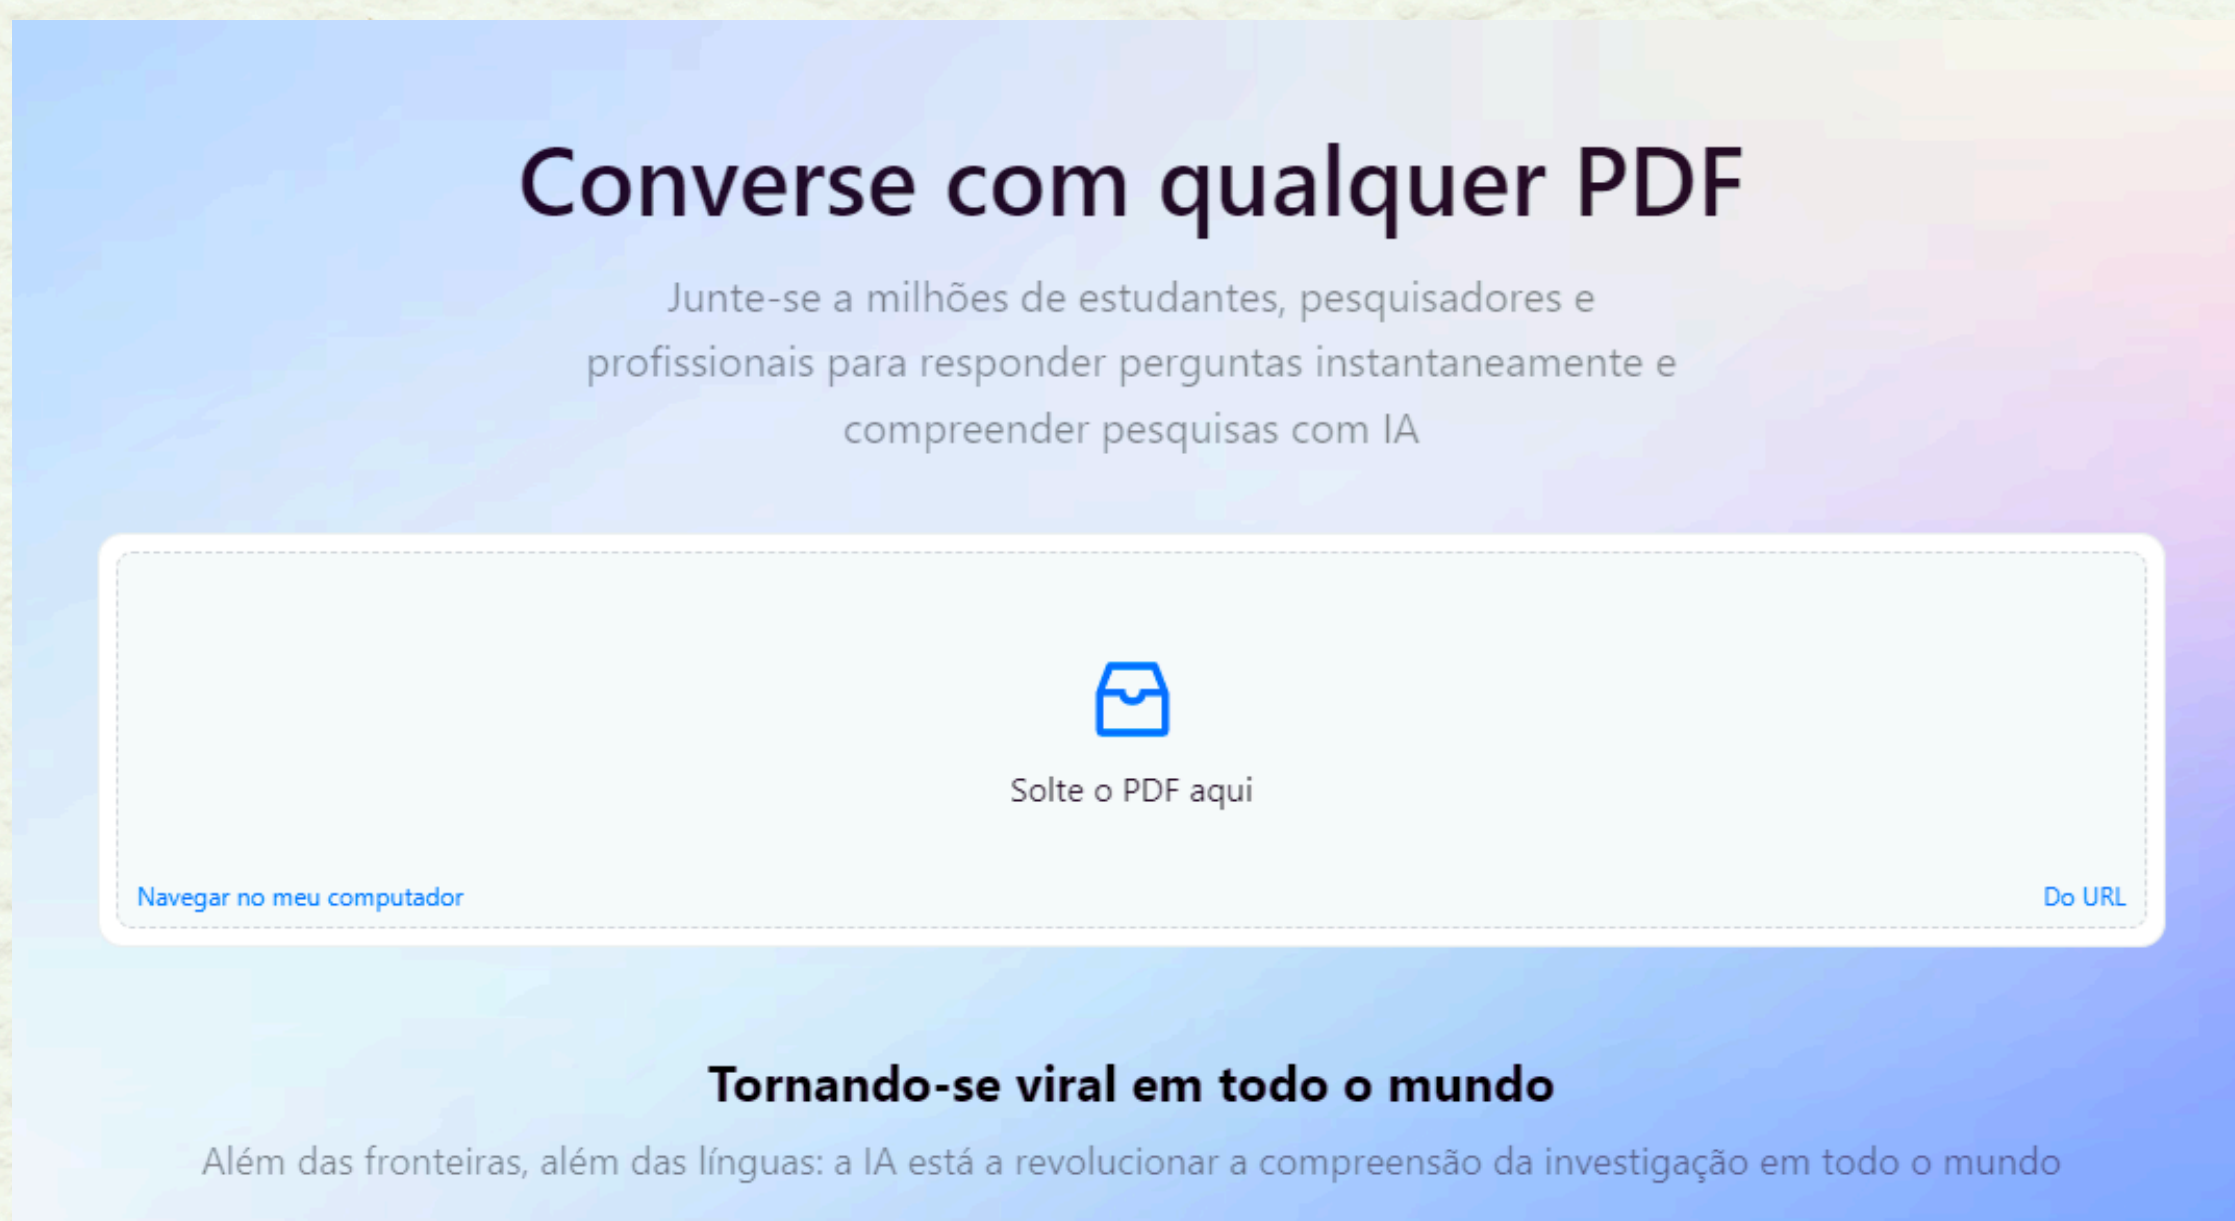 Converse com qualquer PDF
Junte-se a milhões de estudantes, pesquisadores e
profissionais para responder perguntas instantaneamente e
compreender pesquisas com IA
Solte o PDF aqui
Navegar no meu computador
Do URL
Tornando-se viral em todo o mundo
Além das fronteiras, além das línguas: a IA está a revolucionar a compreensão da investigação em todo o mundo